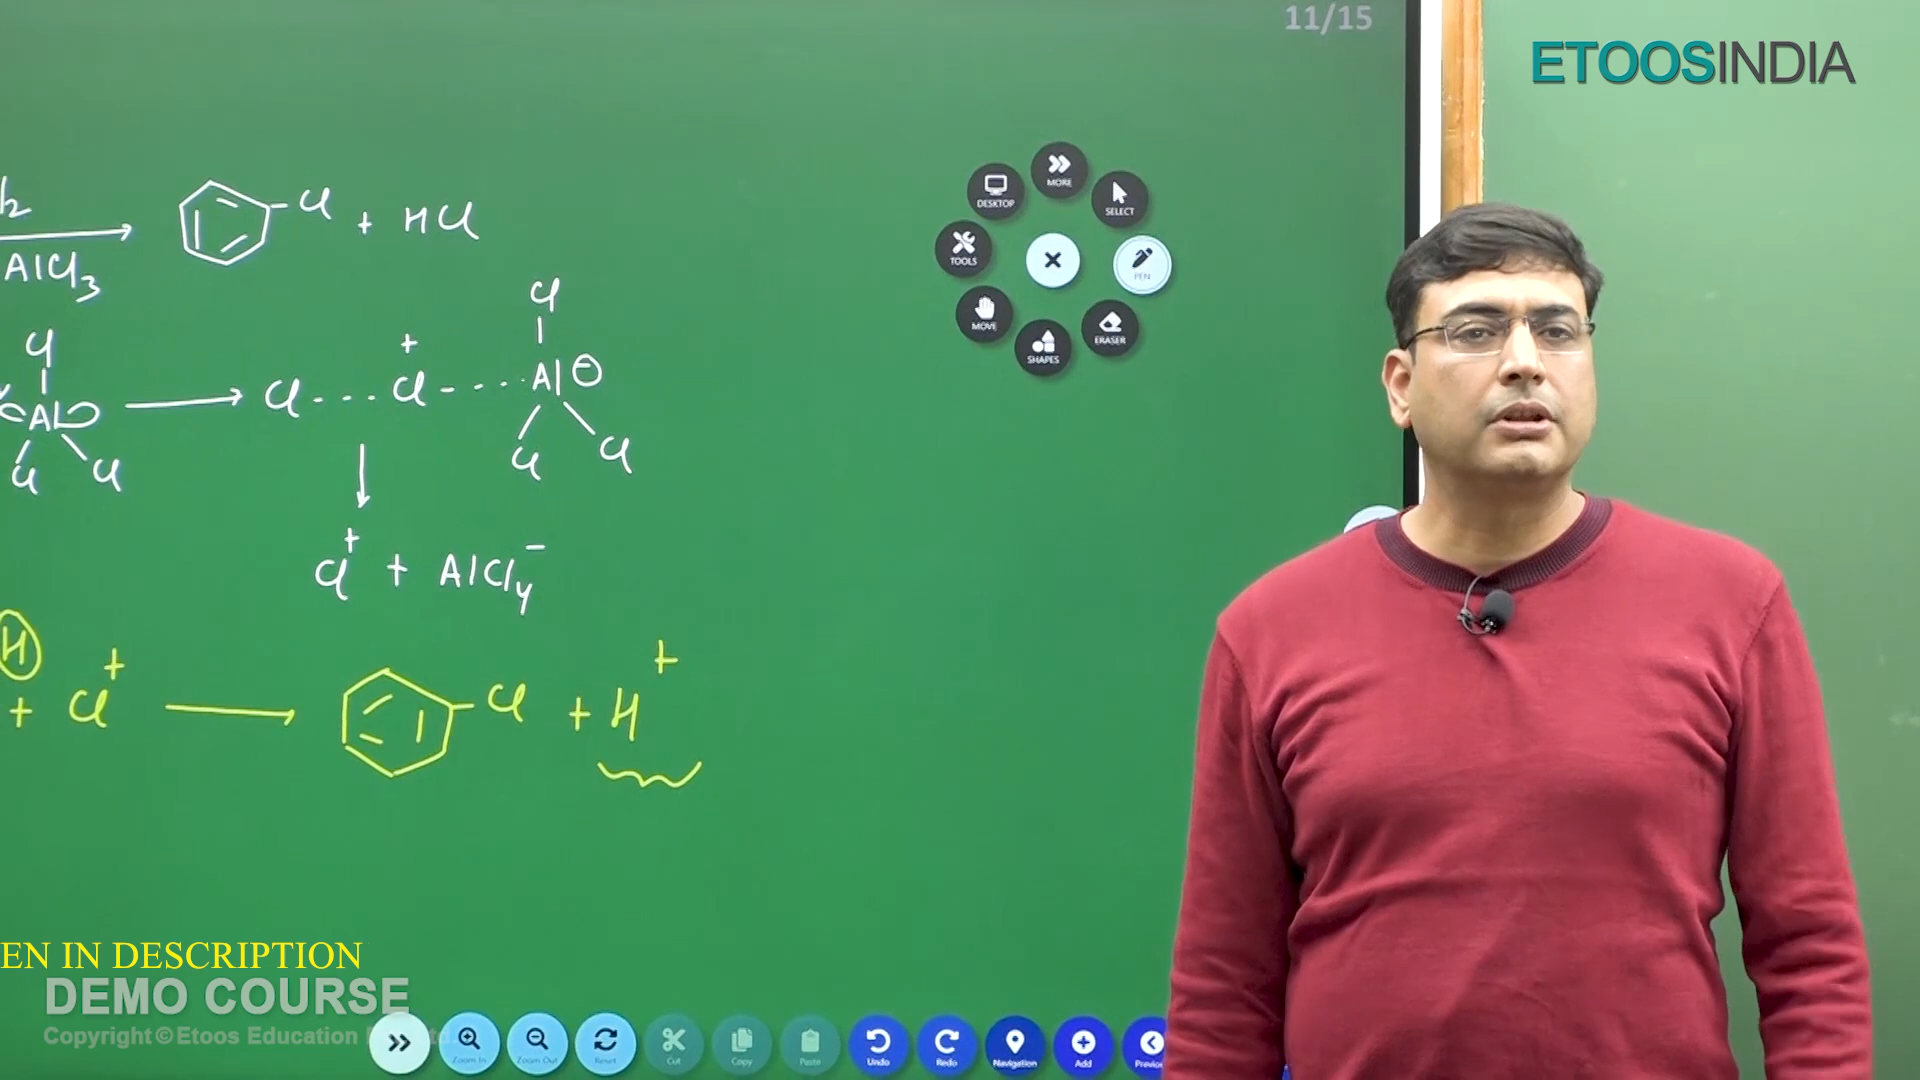 11/15
ETOOSINDIA
MORE
DESKTOP
SELECT
TOOLS
PEN
MOVE
ERASER
SHAPES
Cl + HCl
AlCl3
Cl
Cl
+
Cl - - - Cl - - - - Al ⊖
Al
Cl Cl
Cl Cl
Cl+ + AlCl4-
H
+ Cl+
Cl + H+
EN IN DESCRIPTION
DEMO COURSE
Copyright © Etoos Education
Zoom In
Zoom Out
Reset
Cut
Copy
Paste
Undo
Redo
Navigation
Add